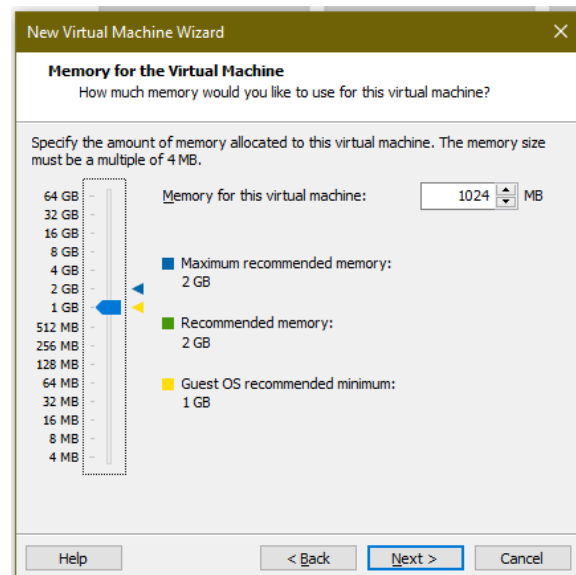 New Virtual Machine Wizard
Memory for the Virtual Machine
How much memory would you like to use for this virtual machine?
Specify the amount of memory allocated to this virtual machine. The memory size
must be a multiple of 4 MB.
64 GB
32 GB
16 GB
8 GB
4 GB
2 GB
1 GB
512 MB
256 MB
128 MB
64 MB
32 MB
16 MB
8 MB
4 MB
Memory for this virtual machine: 1024 MB
Maximum recommended memory:
2 GB
Recommended memory:
2 GB
Guest OS recommended minimum:
1 GB
Help < Back Next > Cancel